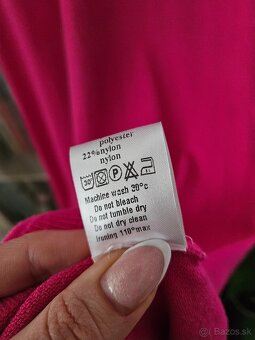 polyester
22%nylon
nylon
30°
P
Machine wash 30°c
Do not bleach
Do not tumble dry
Do not dry clean
Ironing 110°max
© bazos.sk